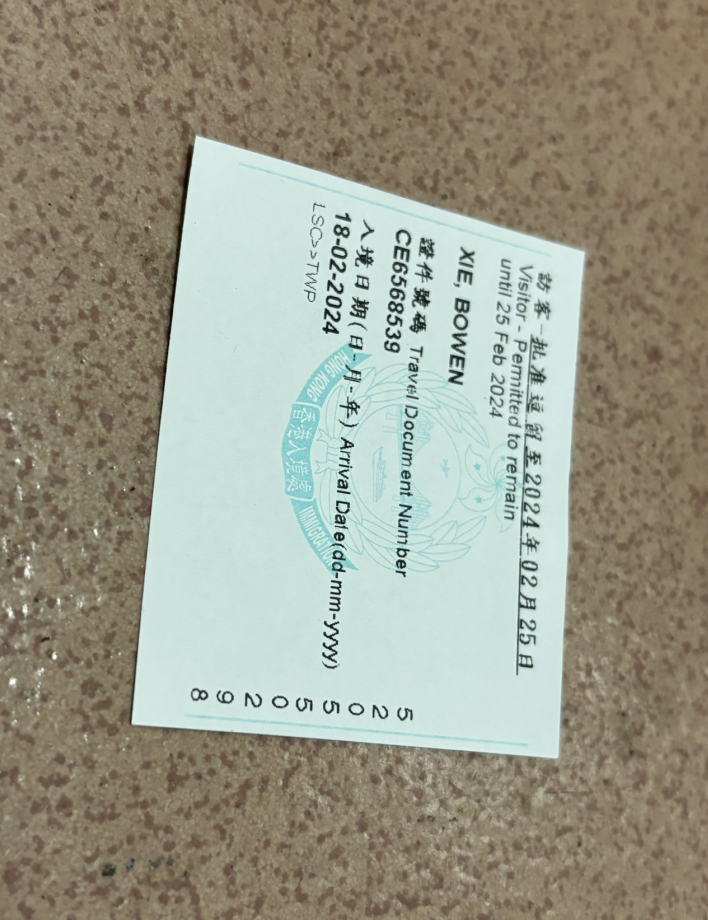 訪客 - 批准逗留至2024年02月25日
Visitor - Permitted to remain
until 25 Feb 2024
XIE, BOWEN
證件號碼 Travel Document Number
CE6568539
入境日期(日-月-年) Arrival Date(dd-mm-yyyy)
18-02-2024
LSC>>TWP
HONG KONG
香港入境處
IMMIGRATION
520550298